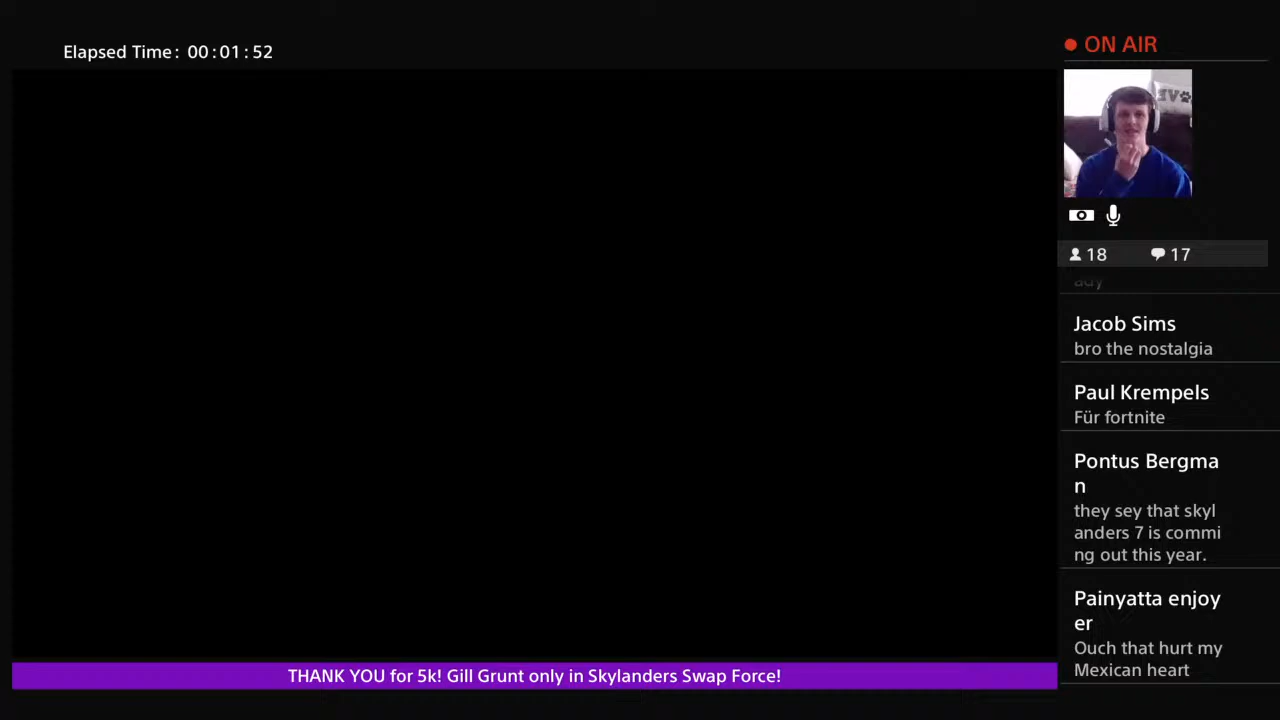 Elapsed Time: 00:01:52
ON AIR
VE
18
17
ady
Jacob Sims
bro the nostalgia
Paul Krempels
Für fortnite
Pontus Bergma
n
they sey that skyl
anders 7 is commi
ng out this year.
Painyatta enjoy
er
Ouch that hurt my
Mexican heart
THANK YOU for 5k! Gill Grunt only in Skylanders Swap Force!